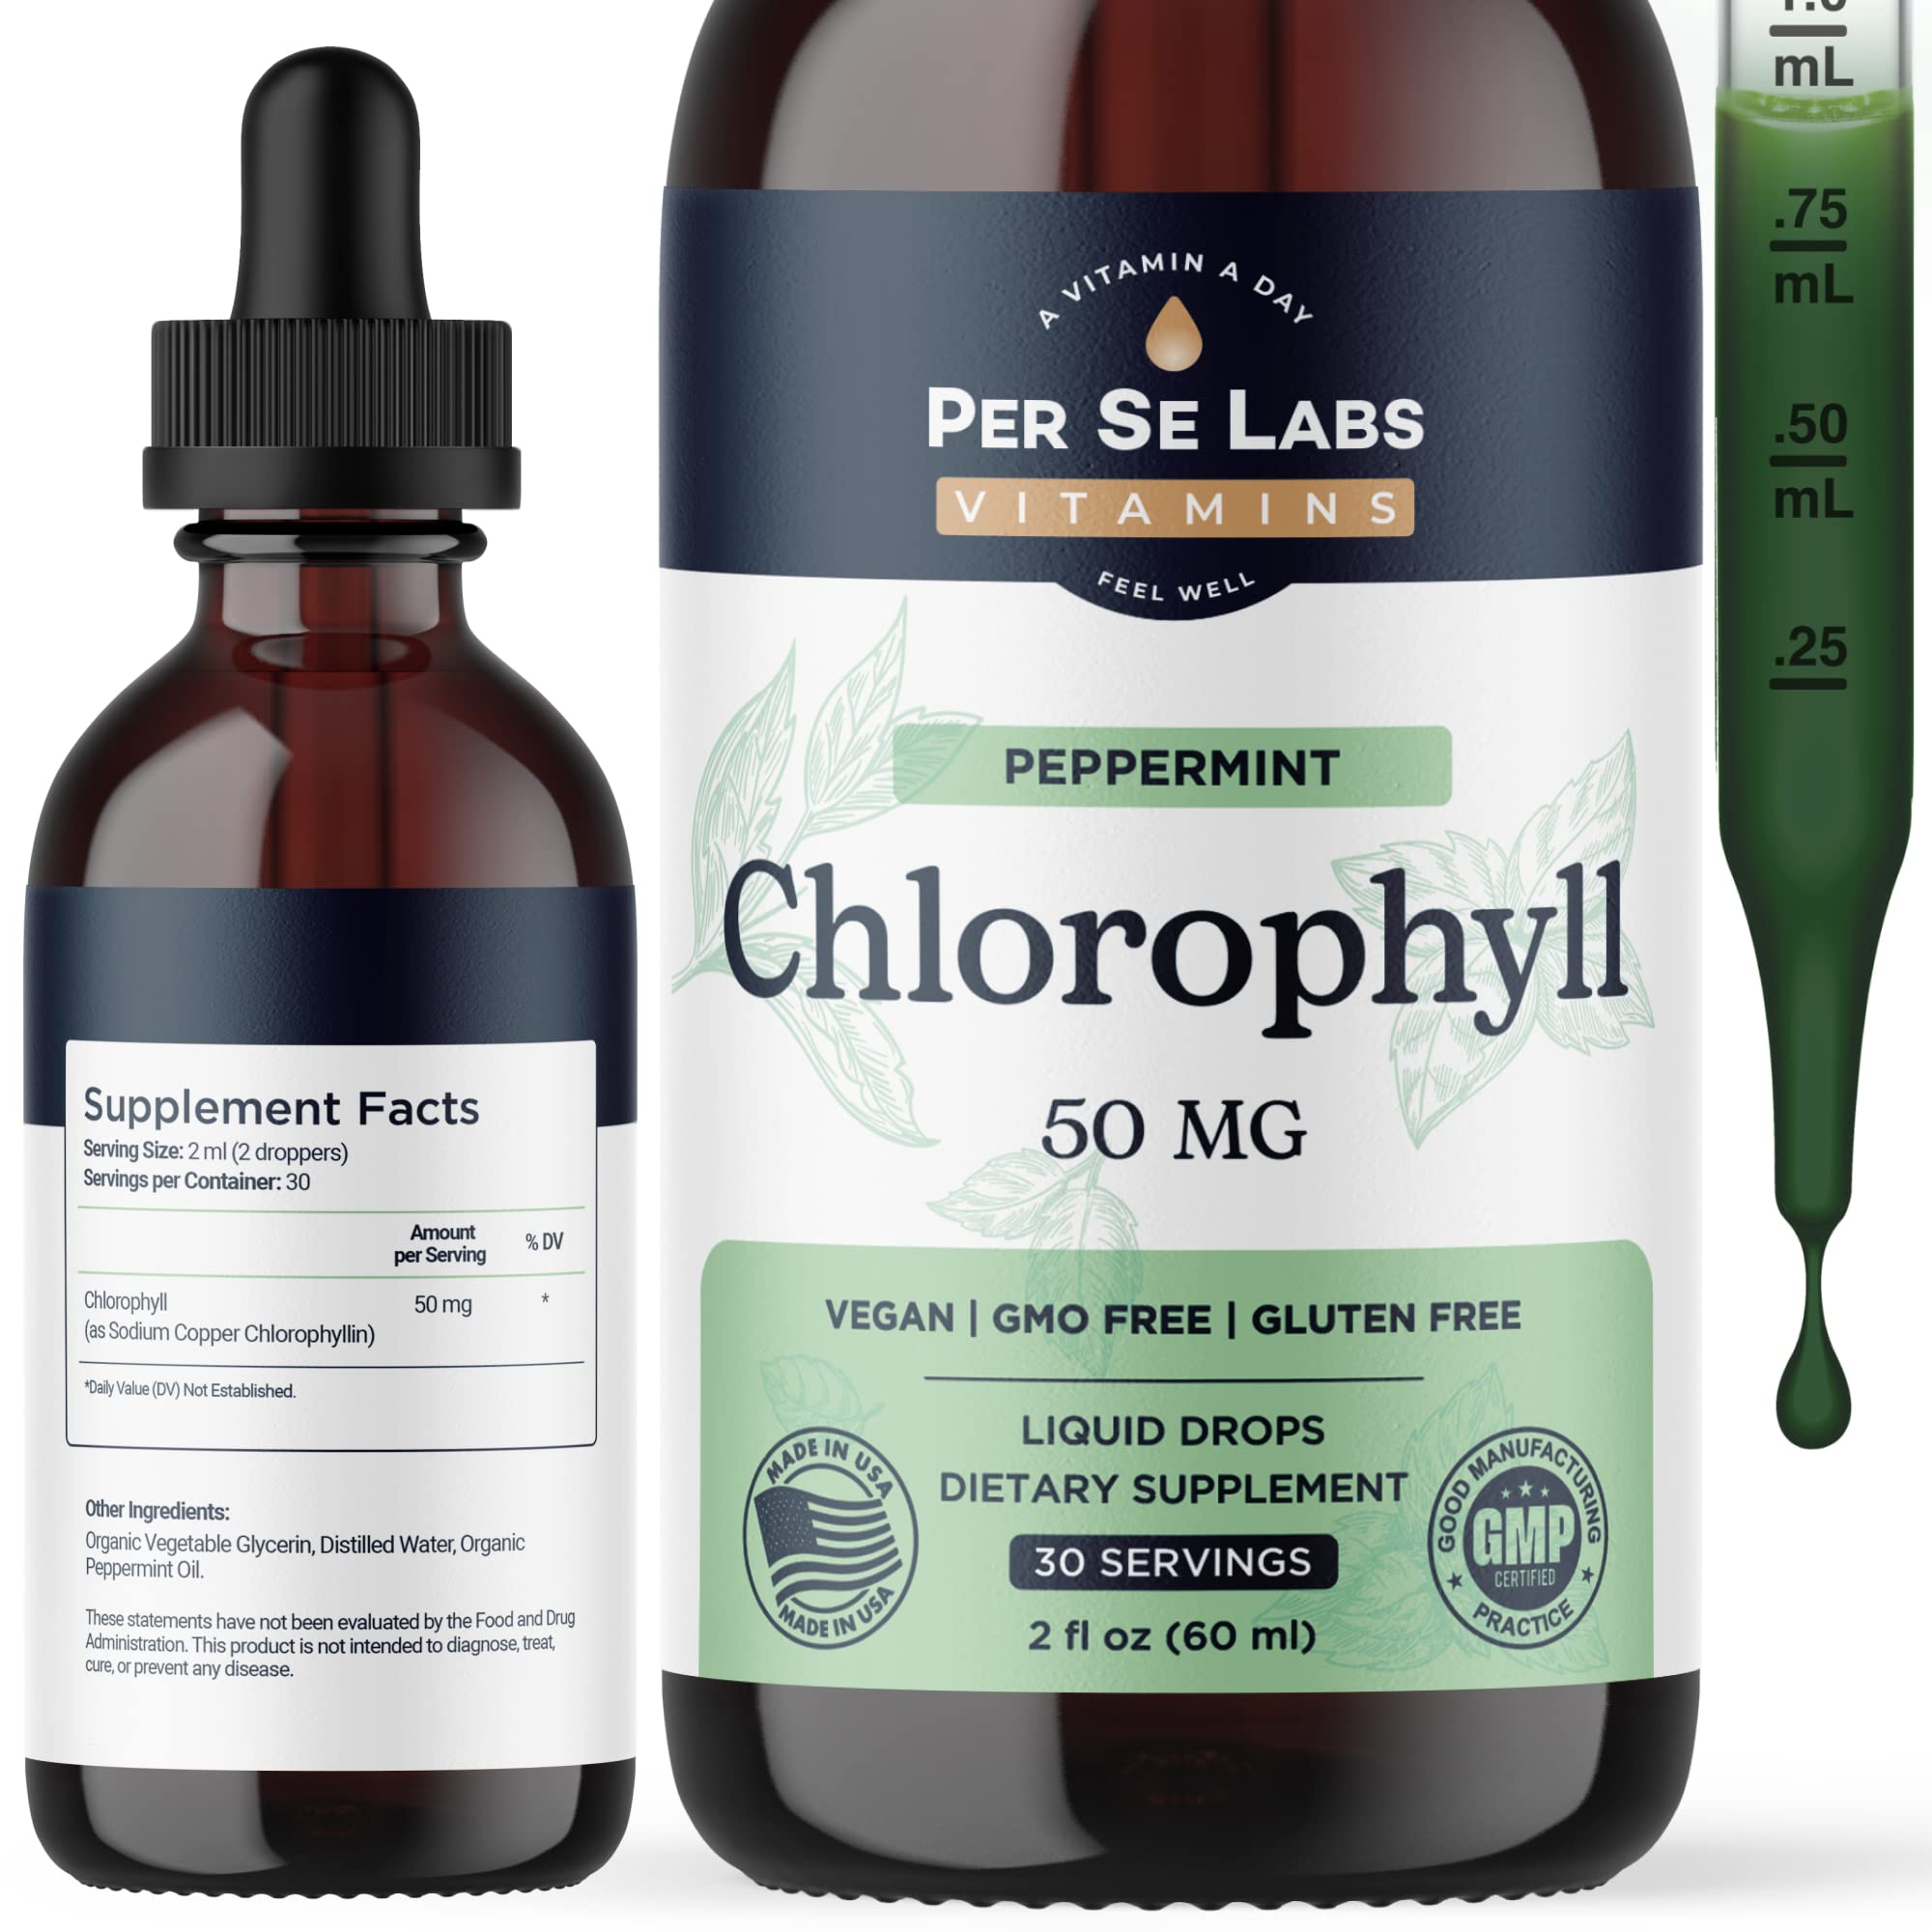 Supplement Facts
Serving Size: 2 ml (2 droppers)
Servings per Container: 30
Amount
per Serving
% DV
Chlorophyll
(as Sodium Copper Chlorophyllin)
50 mg
*
*Daily Value (DV) Not Established.
Other Ingredients:
Organic Vegetable Glycerin, Distilled Water, Organic
Peppermint Oil.
These statements have not been evaluated by the Food and Drug
Administration. This product is not intended to diagnose, treat,
cure, or prevent any disease.
A VITAMIN A DAY
PER SE LABS
VITAMINS
FEEL WELL
PEPPERMINT
Chlorophyll
50 MG
VEGAN | GMO FREE | GLUTEN FREE
LIQUID DROPS
DIETARY SUPPLEMENT
30 SERVINGS
2 fl oz (60 ml)
MADE IN USA
MADE IN USA
GOOD MANUFACTURING
GMP
CERTIFIED
PRACTICE
1.0
mL
.75
mL
.50
mL
.25